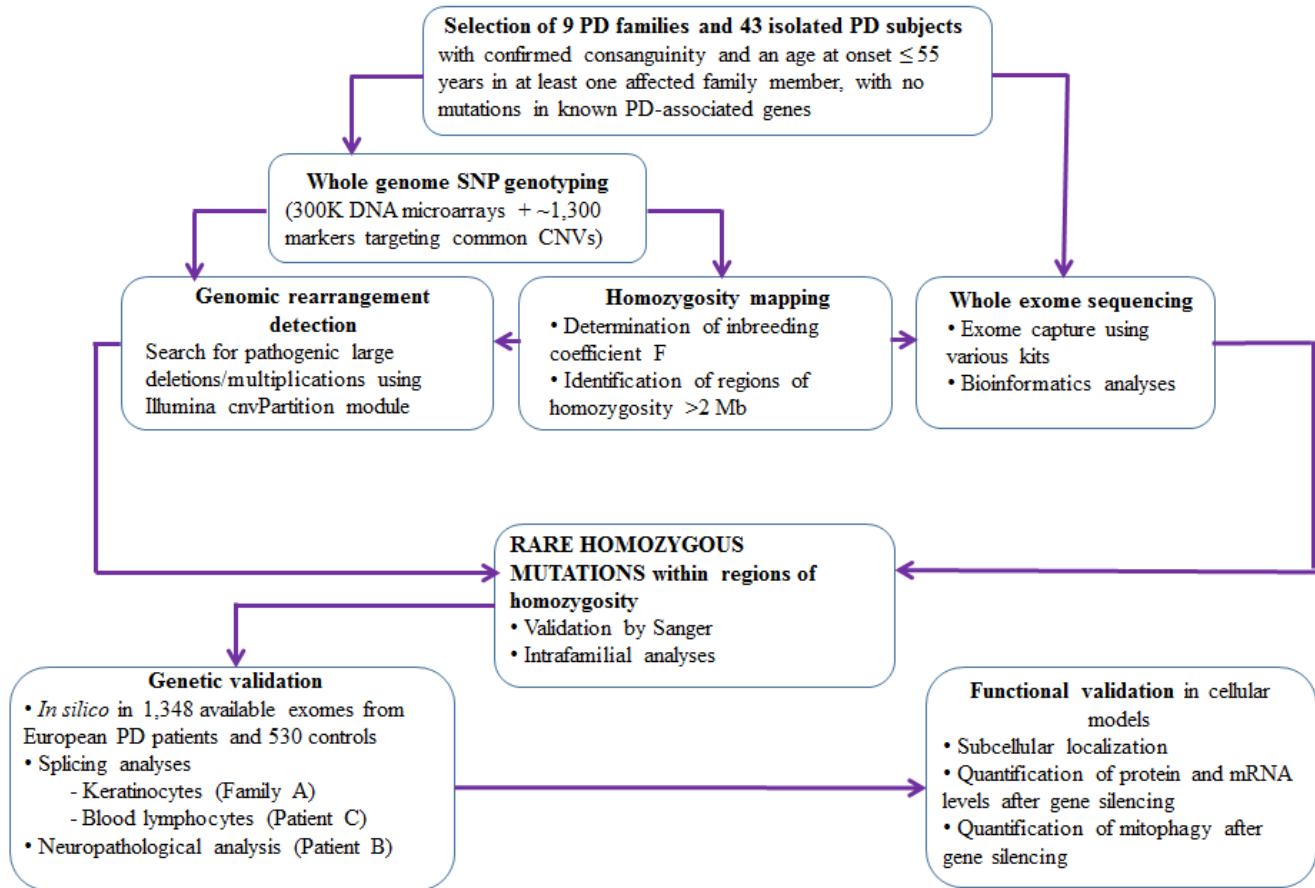 Selection of 9 PD families and 43 isolated PD subjects
with confirmed consanguinity and an age at onset ≤ 55
years in at least one affected family member, with no
mutations in known PD-associated genes
Whole genome SNP genotyping
(300K DNA microarrays + ~1,300
markers targeting common CNVs)
Genomic rearrangement
detection
Search for pathogenic large
deletions/multiplications using
Illumina cnvPartition module
Homozygosity mapping
• Determination of inbreeding
coefficient F
• Identification of regions of
homozygosity >2 Mb
Whole exome sequencing
• Exome capture using
various kits
• Bioinformatics analyses
RARE HOMOZYGOUS
MUTATIONS within regions of
homozygosity
• Validation by Sanger
• Intrafamilial analyses
Genetic validation
• In silico in 1,348 available exomes from
European PD patients and 530 controls
• Splicing analyses
- Keratinocytes (Family A)
- Blood lymphocytes (Patient C)
• Neuropathological analysis (Patient B)
Functional validation in cellular
models
• Subcellular localization
• Quantification of protein and mRNA
levels after gene silencing
• Quantification of mitophagy after
gene silencing